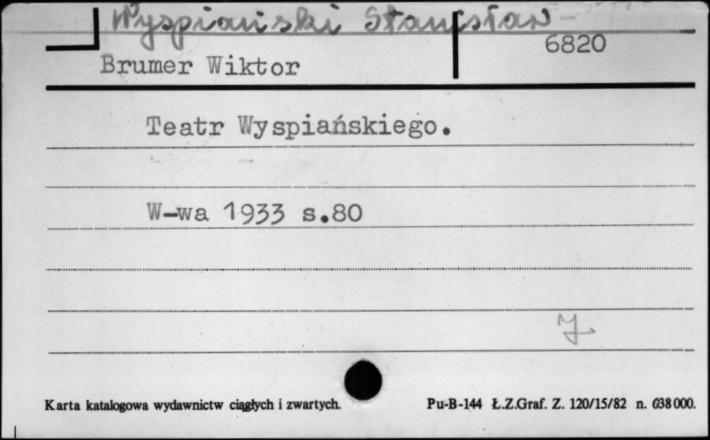 Wyspiański Stanisław
6820
Brumer Wiktor
Teatr Wyspiańskiego.
W-wa 1933 s.80
Karta katalogowa wydawnictw ciągłych i zwartych. Pu-B-144 Ł.Z.Graf. Z. 120/15/82 n. 638000.